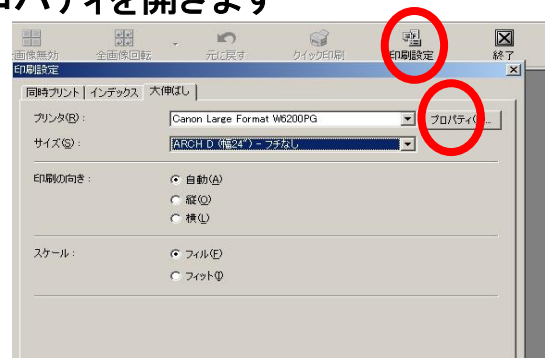 プロパティを開きます
画像無効 全画像回転 元に戻す クイック印刷 印刷設定 終了
印刷設定
同時プリント インデックス 大伸ばし
プリンタ(R): Canon Large Format W6200PG プロパティ(...
サイズ(S): ARCH D (幅24") - フチなし
印刷の向き: 自動(A)
縦(O)
横(L)
スケール: フィル(F)
フィット(I)